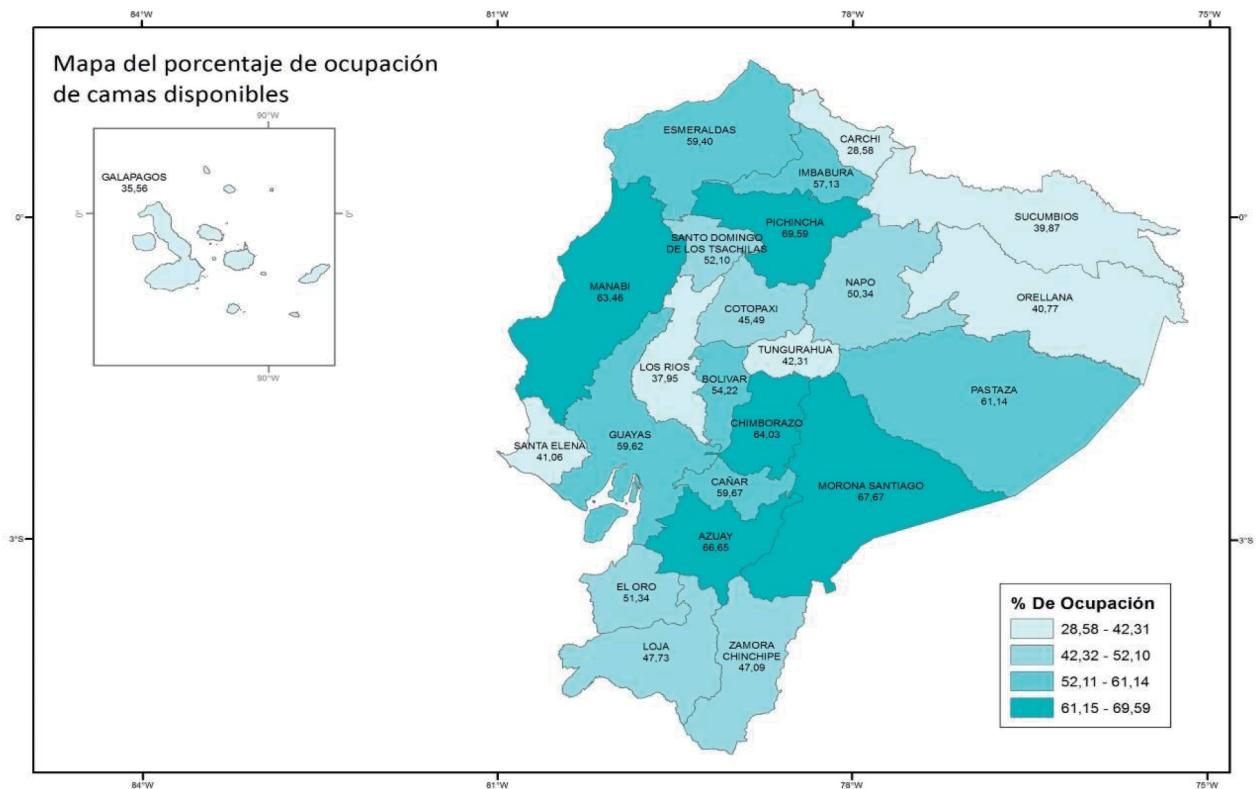 84°W
81°W
78°W
75°W
Mapa del porcentaje de ocupación
de camas disponibles
90°W
GALAPAGOS
35,56
0°
0°
90°W
ESMERALDAS
59,40
CARCHI
28,58
IMBABURA
57,13
0°
0°
SUCUMBIOS
39,87
PICHINCHA
69,59
SANTO DOMINGO
DE LOS TSACHILAS
52,10
MANABI
63,46
NAPO
50,34
ORELLANA
40,77
COTOPAXI
45,49
TUNGURAHUA
42,31
LOS RIOS
37,95
BOLIVAR
54,22
PASTAZA
61,14
CHIMBORAZO
64,03
GUAYAS
59,62
SANTA ELENA
41,06
CAÑAR
59,67
MORONA SANTIAGO
67,67
3°S
3°S
AZUAY
66,65
EL ORO
51,34
LOJA
47,73
ZAMORA
CHINCHIPE
47,09
% De Ocupación
28,58 - 42,31
42,32 - 52,10
52,11 - 61,14
61,15 - 69,59
84°W
81°W
78°W
75°W